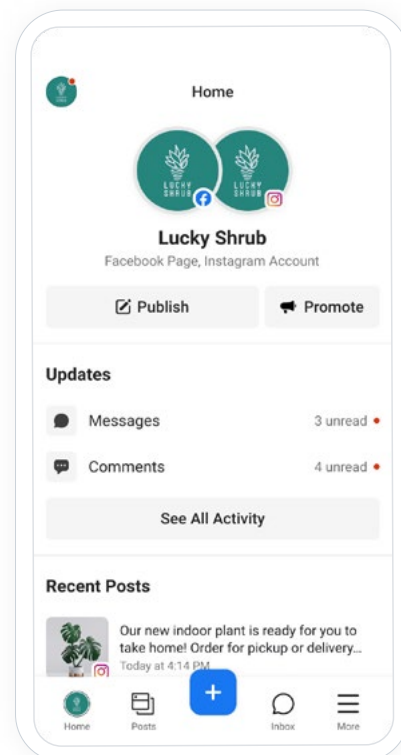 Home
LUCKY
SHRUB
LUCKY
SHRUB
Lucky Shrub
Facebook Page, Instagram Account
Publish
Promote
Updates
Messages 3 unread
Comments 4 unread
See All Activity
Recent Posts
Our new indoor plant is ready for you to
take home! Order for pickup or delivery...
Today at 4:14 PM
Home Posts Inbox More